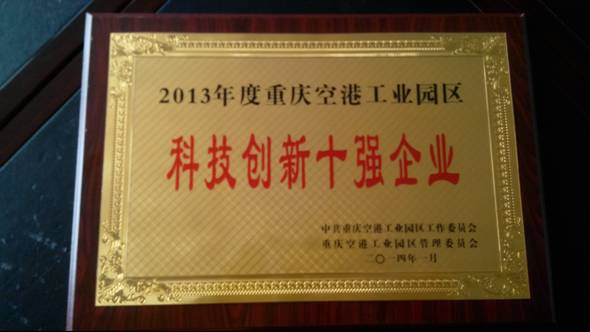 2013年度重庆空港工业园区
科技创新十强企业
中共重庆空港工业园区工作委员会
重庆空港工业园区管理委员会
二〇一四年一月